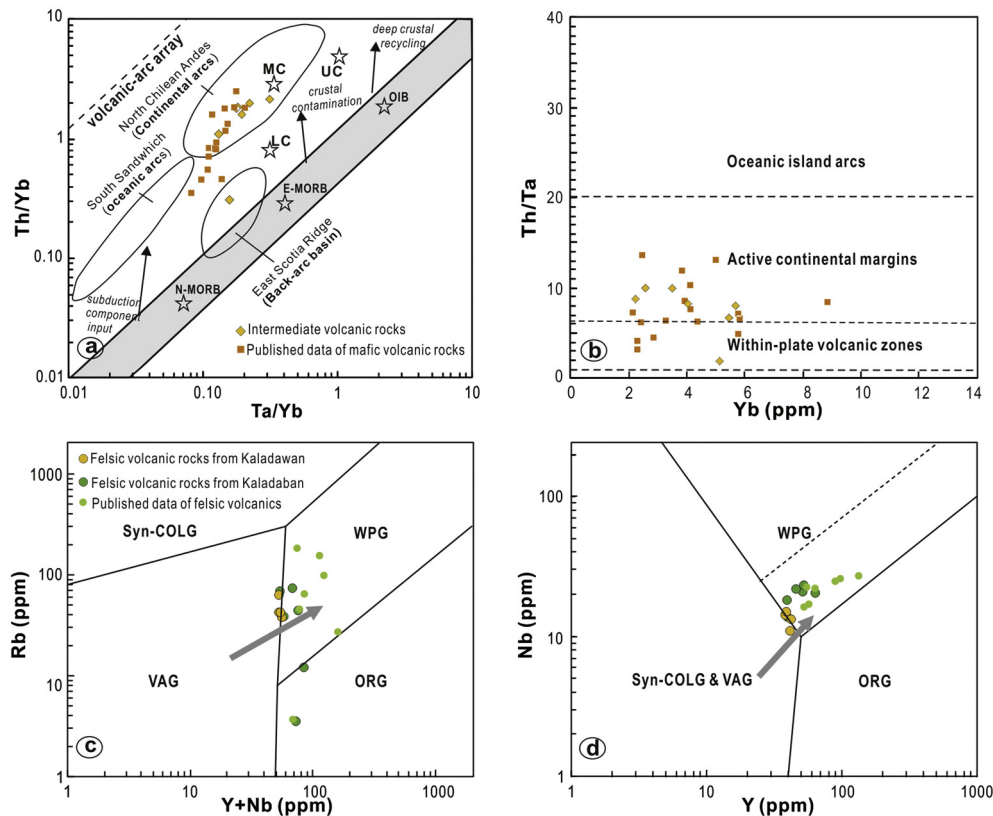 10
1
0.10
0.01
0.01
0.10
1
10
Th/Yb
Ta/Yb
volcanic-arc array
North Chilean Andes
(Continental arcs)
South Sandwhich
(oceanic arcs)
MC
UC
LC
deep crustal
recycling
crustal
contamination
OIB
E-MORB
N-MORB
East Scotia Ridge
(Back-arc basin)
subduction
component
input
Intermediate volcanic rocks
Published data of mafic volcanic rocks
a
40
30
20
10
0
0
2
4
6
8
10
12
14
Th/Ta
Yb (ppm)
Oceanic island arcs
Active continental margins
Within-plate volcanic zones
b
Felsic volcanic rocks from Kaladawan
Felsic volcanic rocks from Kaladaban
Published data of felsic volcanics
1000
100
10
1
1
10
100
1000
Rb (ppm)
Y+Nb (ppm)
Syn-COLG
WPG
VAG
ORG
c
100
10
1
1
10
100
1000
Nb (ppm)
Y (ppm)
WPG
Syn-COLG & VAG
ORG
d